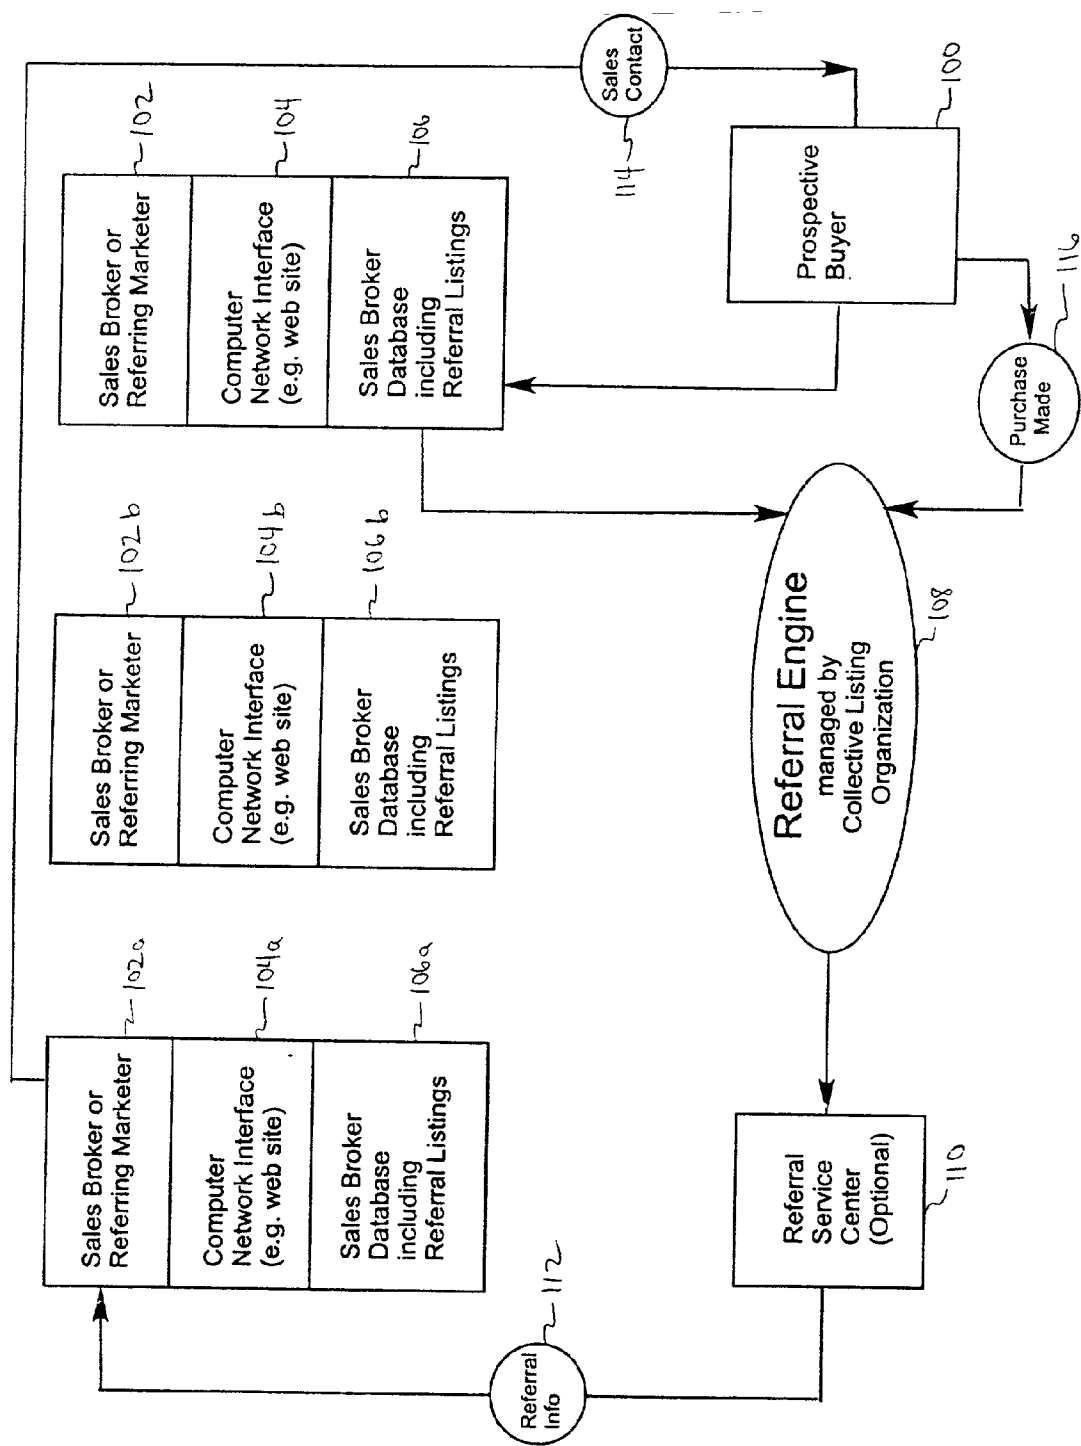 Sales Broker or
Referring Marketer
102a
Computer
Network Interface
(e.g. web site)
104a
Sales Broker
Database
including
Referral Listings
106a
Sales Broker or
Referring Marketer
102b
Computer
Network Interface
(e.g. web site)
104b
Sales Broker
Database
including
Referral Listings
106b
Sales Broker or
Referring Marketer
102
Computer
Network Interface
(e.g. web site)
104
Sales Broker
Database
including
Referral Listings
106
Referral
Info
112
Sales
Contact
114
Referral
Service
Center
(Optional)
110
Referral Engine
managed by
Collective Listing
Organization
108
Prospective
Buyer
100
Purchase
Made
116